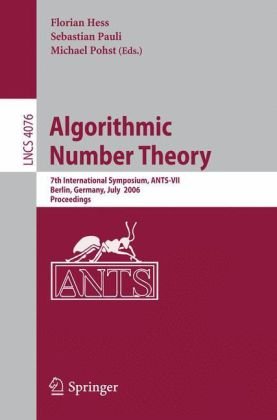 Florian Hess
Sebastian Pauli
Michael Pohst (Eds.)
LNCS 4076
Algorithmic
Number Theory
7th International Symposium, ANTS-VII
Berlin, Germany, July 2006
Proceedings
ANTS
Springer